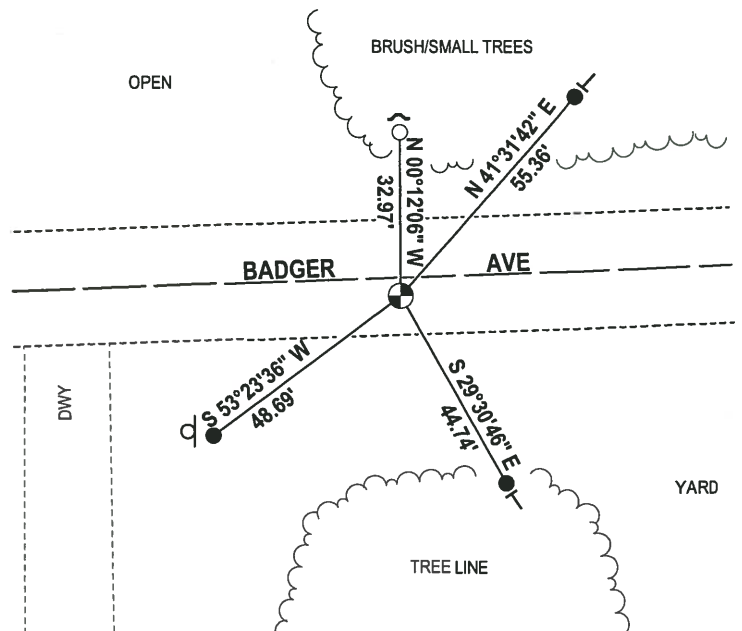 BRUSH/SMALL TREES
OPEN
N 41°31'42" E
55.36'
N 00°12'06" W
32.97'
BADGER AVE
S 53°23'36" W
48.69'
S 29°30'46" E
44.74'
DWY
YARD
TREE LINE